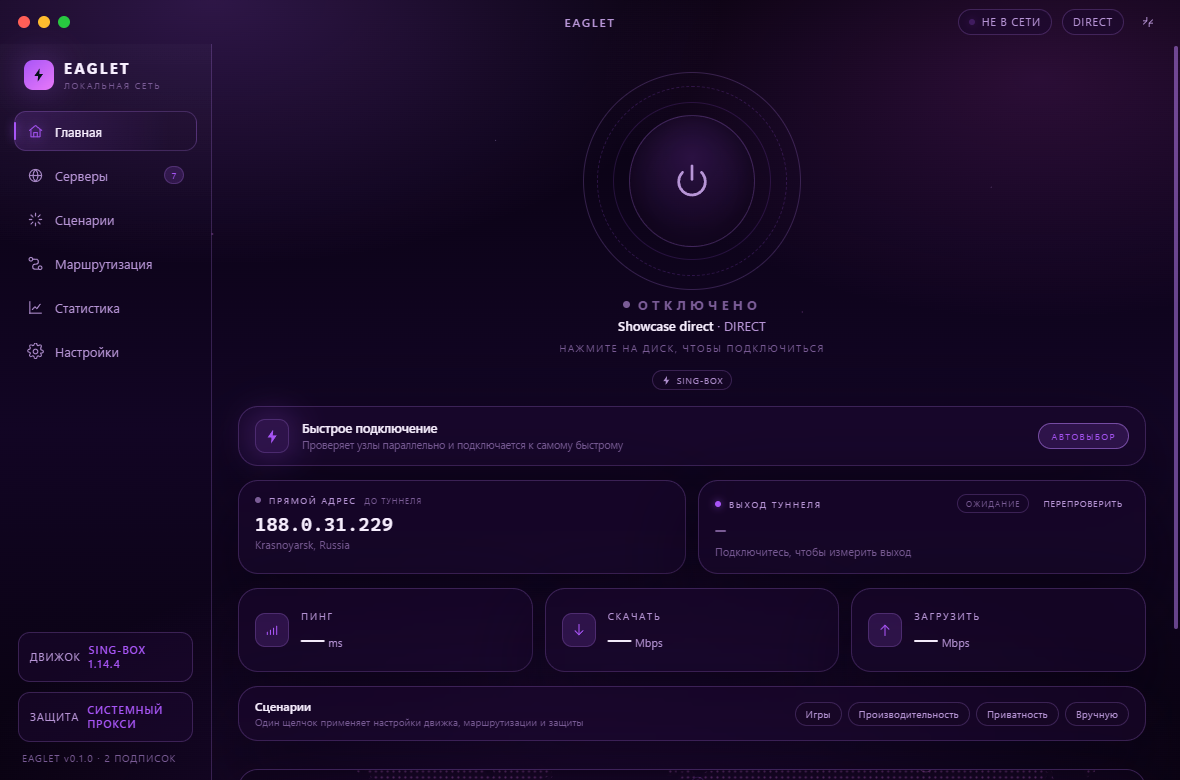 EAGLET
НЕ В СЕТИ
DIRECT
EAGLET
ЛОКАЛЬНАЯ СЕТЬ
Главная
Серверы
7
Сценарии
Маршрутизация
Статистика
Настройки
ДВИЖОК SING-BOX
1.14.4
ЗАЩИТА СИСТЕМНЫЙ
ПРОКСИ
EAGLET v0.1.0 · 2 ПОДПИСОК
ОТКЛЮЧЕНО
Showcase direct · DIRECT
НАЖМИТЕ НА ДИСК, ЧТОБЫ ПОДКЛЮЧИТЬСЯ
SING-BOX
Быстрое подключение
Проверяет узлы параллельно и подключается к самому быстрому
АВТОВЫБОР
ПРЯМОЙ АДРЕС ДО ТУННЕЛЯ
188.0.31.229
Krasnoyarsk, Russia
ВЫХОД ТУННЕЛЯ
ОЖИДАНИЕ
ПЕРЕПРОВЕРИТЬ
—
Подключитесь, чтобы измерить выход
ПИНГ
— ms
СКАЧАТЬ
— Mbps
ЗАГРУЗИТЬ
— Mbps
Сценарии
Один щелчок применяет настройки движка, маршрутизации и защиты
Игры
Производительность
Приватность
Вручную